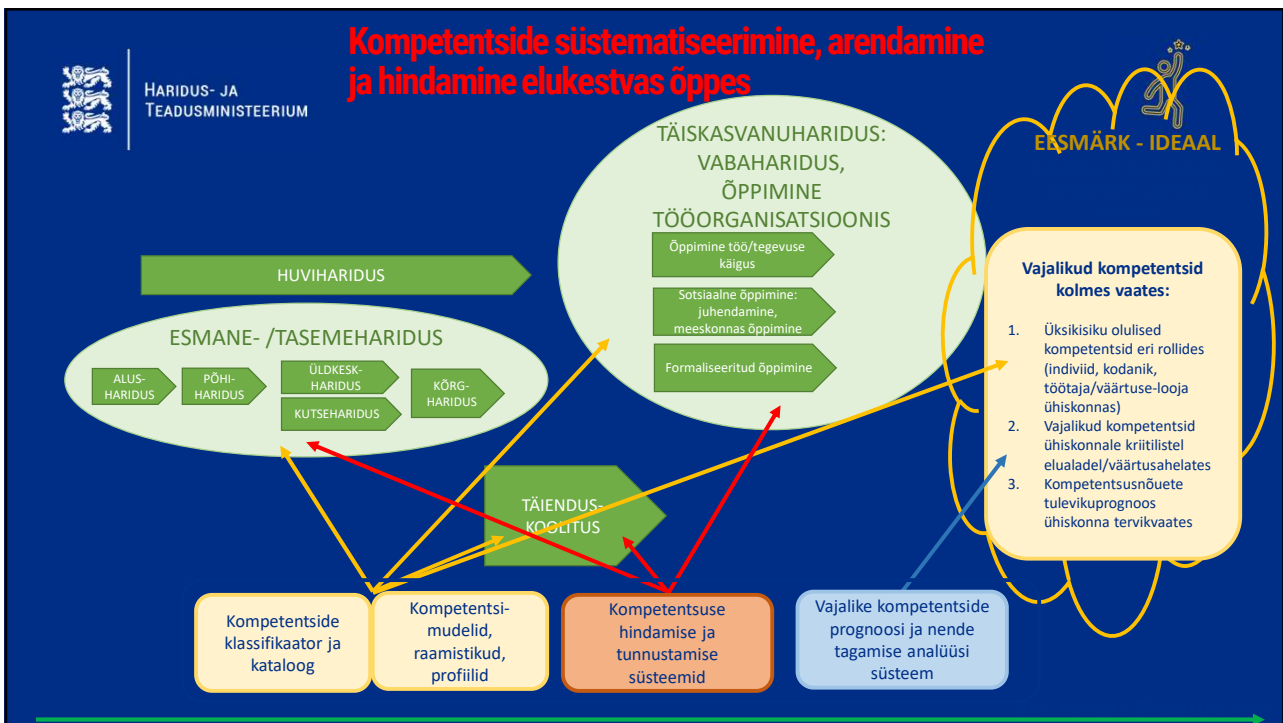 Kompetentside süstematiseerimine, arendamine
ja hindamine elukestvas õppes
HARIDUS- JA
TEADUSMINISTEERIUM
EESMÄRK - IDEAAL
TÄISKASVANUHARIDUS:
VABAHARIDUS,
ÕPPIMINE
TÖÖORGANISATSIOONIS
Õppimine töö/tegevuse
käigus
Sotsiaalne õppimine:
juhendamine,
meeskonnas õppimine
Formaliseeritud õppimine
HUVIHARIDUS
ESMANE- /TASEMEHARIDUS
ALUS-
HARIDUS
PÕHI-
HARIDUS
ÜLDKESK-
HARIDUS
KUTSEHARIDUS
KÕRG-
HARIDUS
Vajalikud kompetentsid
kolmes vaates:
1. Üksikisiku olulised
kompetentsid eri rollides
(indiviid, kodanik,
töötaja/väärtuse-looja
ühiskonnas)
2. Vajalikud kompetentsid
ühiskonnale kriitilistel
elualadel/väärtusahelates
3. Kompetentsusnõuete
tulevikuprognoos
ühiskonna tervikvaates
TÄIENDUS-
KOOLITUS
Kompetentside
klassifikaator ja
kataloog
Kompetentsi-
mudelid,
raamistikud,
profiilid
Kompetentsuse
hindamise ja
tunnustamise
süsteemid
Vajalike kompetentside
prognoosi ja nende
tagamise analüüsi
süsteem